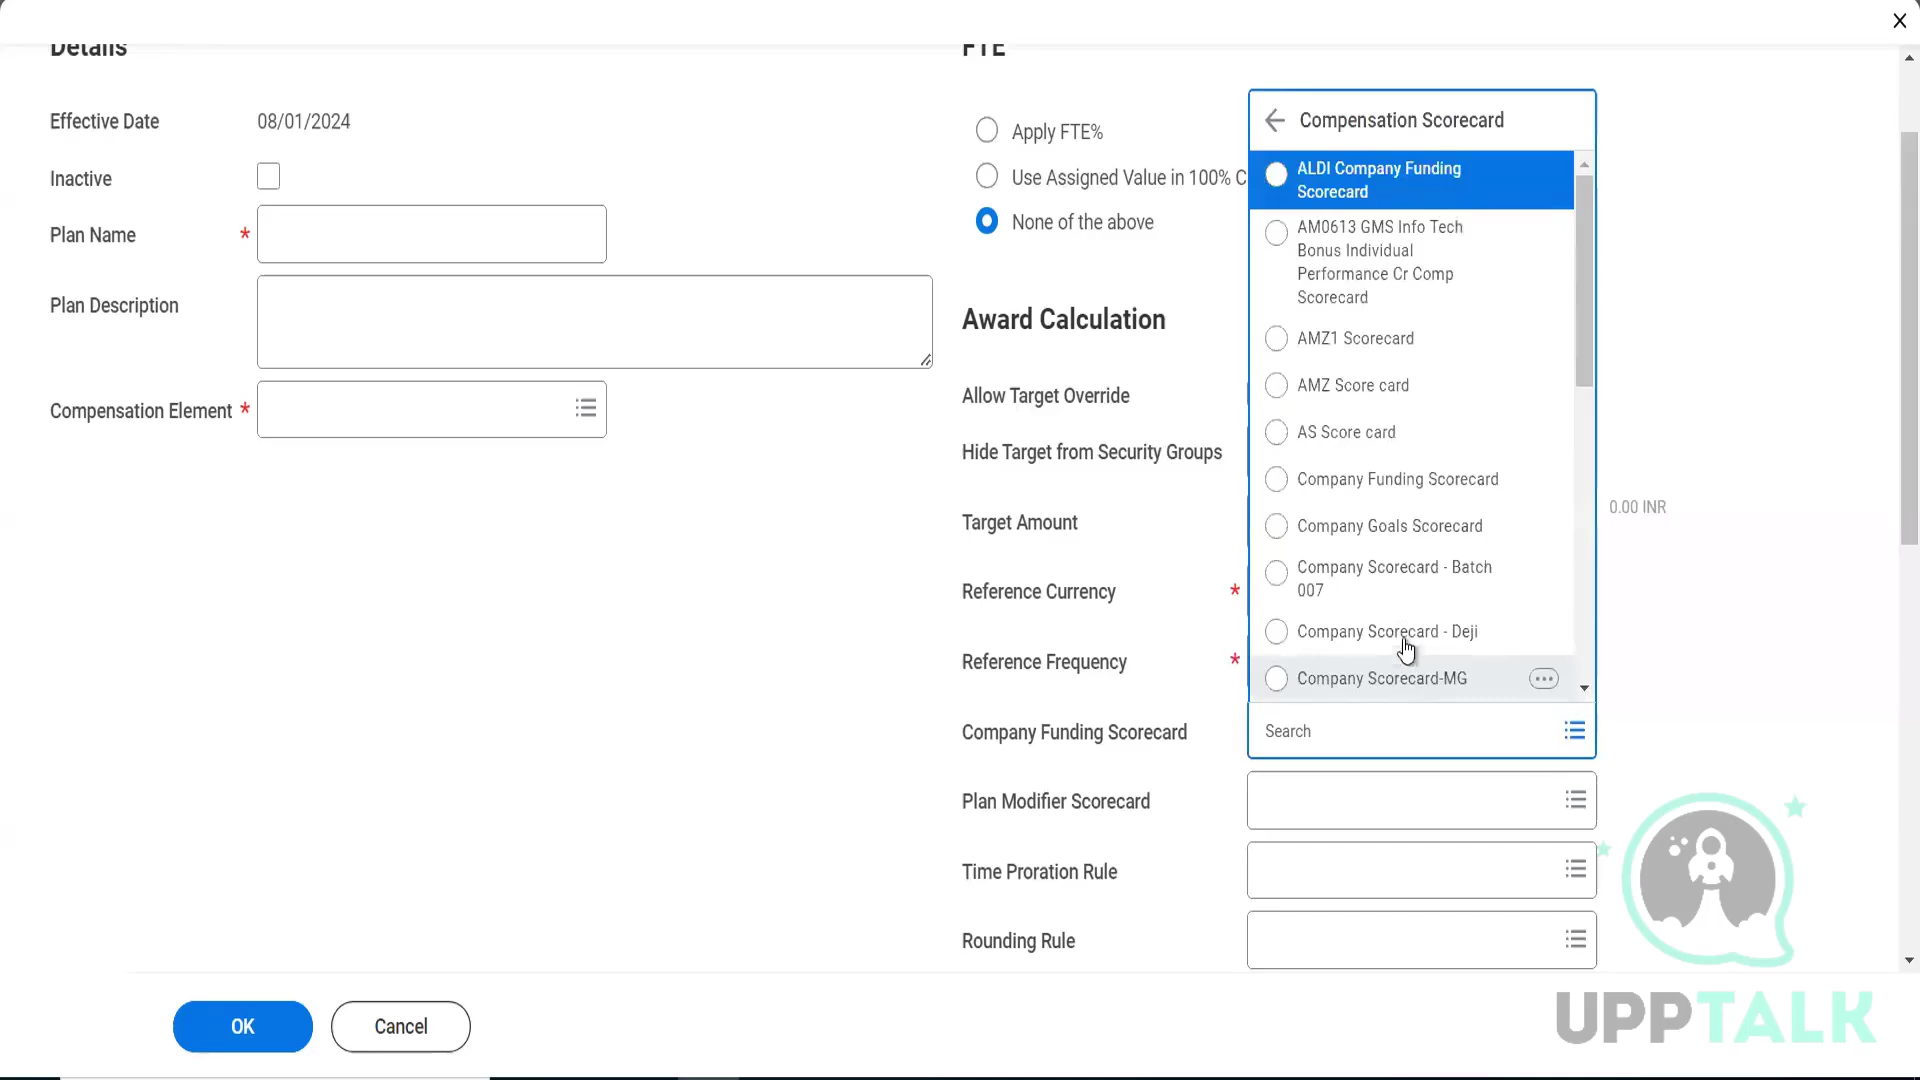 Details
Effective Date
08/01/2024
Inactive
Plan Name *
Plan Description
Compensation Element *
FTE
Apply FTE%
Use Assigned Value in 100% C
None of the above
Award Calculation
Allow Target Override
Hide Target from Security Groups
Target Amount
0.00 INR
Reference Currency *
Reference Frequency *
Company Funding Scorecard
Plan Modifier Scorecard
Time Proration Rule
Rounding Rule
Compensation Scorecard
ALDI Company Funding
Scorecard
AM0613 GMS Info Tech
Bonus Individual
Performance Cr Comp
Scorecard
AMZ1 Scorecard
AMZ Score card
AS Score card
Company Funding Scorecard
Company Goals Scorecard
Company Scorecard - Batch
007
Company Scorecard - Deji
Company Scorecard-MG
Search
OK
Cancel
UPPTALK